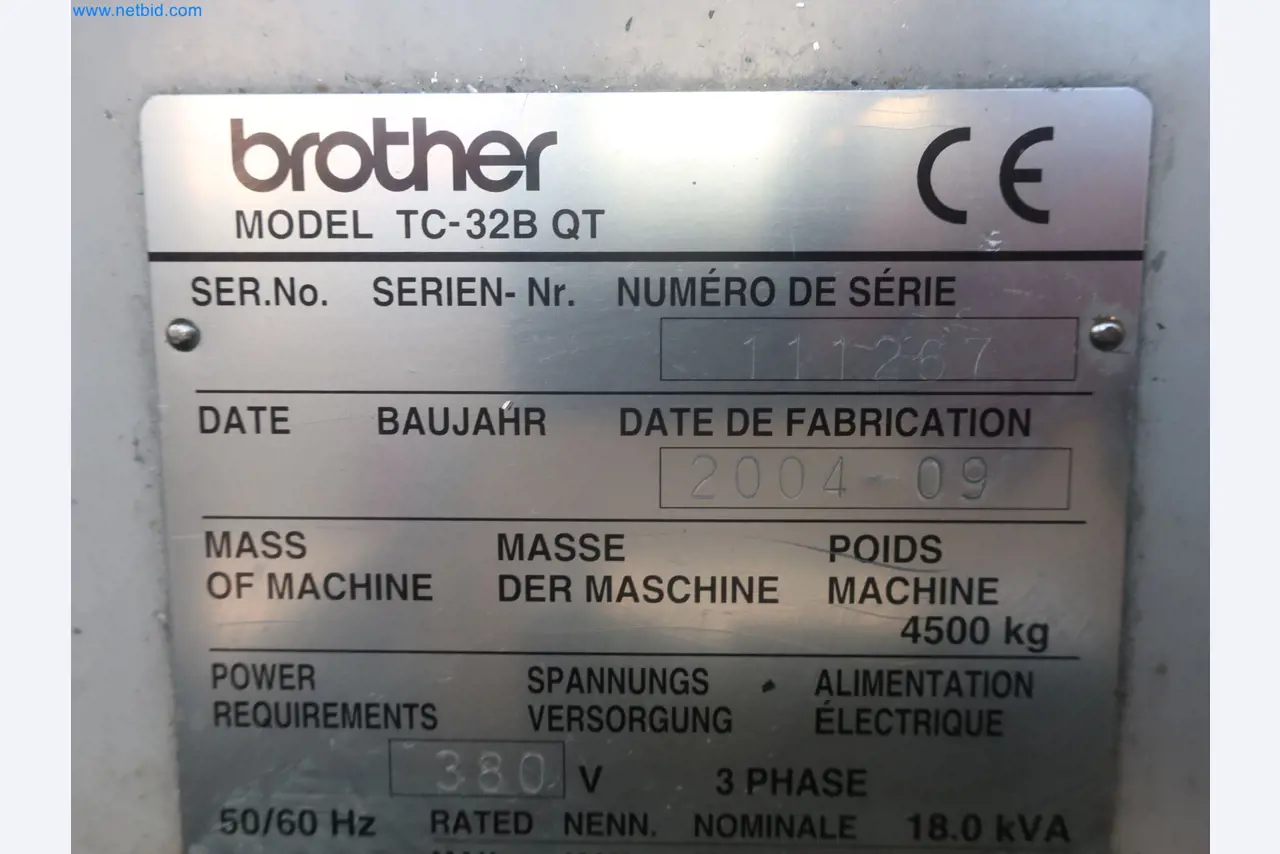 www.netbid.com
brother
CE
MODEL TC-32B QT
SER.No. SERIEN- Nr. NUMÉRO DE SÉRIE
111267
DATE BAUJAHR DATE DE FABRICATION
2004-09
MASS MASSE POIDS
OF MACHINE DER MASCHINE MACHINE
4500 kg
POWER SPANNUNGS ALIMENTATION
REQUIREMENTS VERSORGUNG ÉLECTRIQUE
380 V 3 PHASE
50/60 Hz RATED NENN. NOMINALE 18.0 kVA